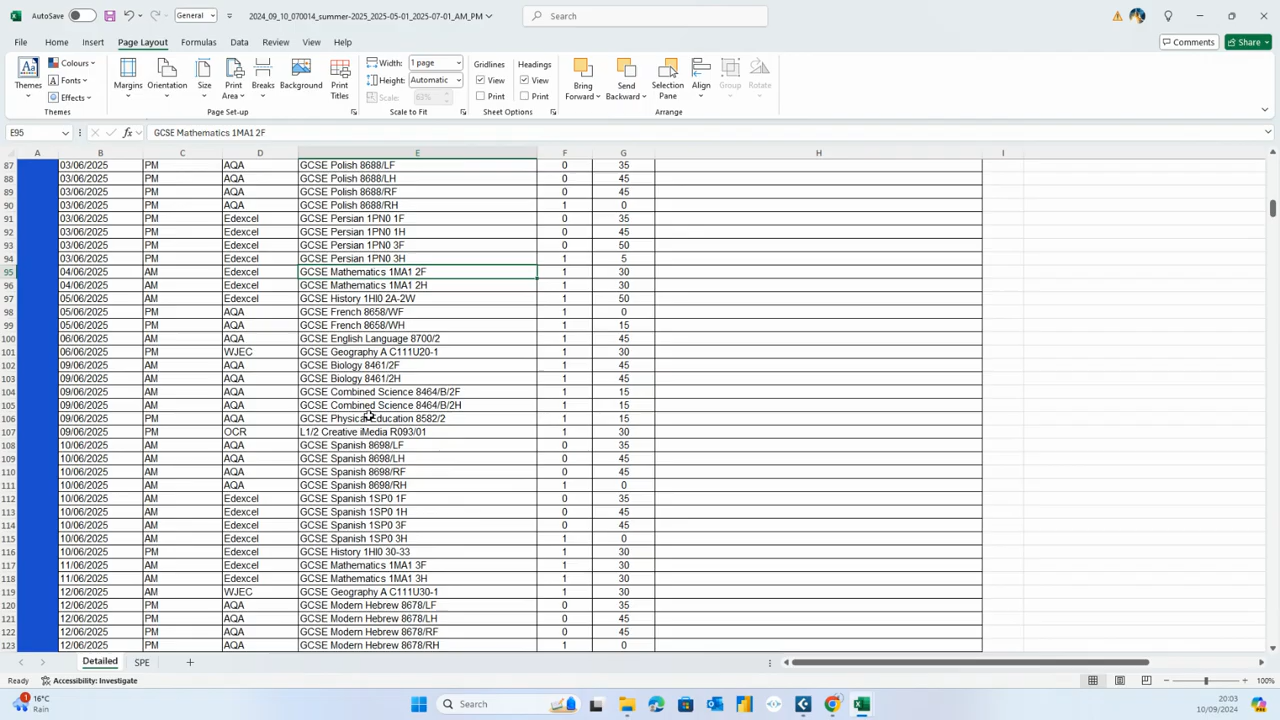 AutoSave Off General 2024_09_10_070014_summer-2025_2025-05-01_2025-07-01_AM_PM Search
File Home Insert Draw Page Layout Formulas Data Review View Help Comments Share
Themes Colours Fonts Effects Margins Orientation Size Print Area Breaks Background Print Titles Width: 1 page Height: Automatic Scale: 63% Gridlines View Print Headings View Print Bring Forward Send Backward Selection Pane Align Group Rotate
Themes Page Set-up Scale to Fit Sheet Options Arrange
E95 fx GCSE Mathematics 1MA1 2F
A B C D E F G H I
87 03/06/2025 PM AQA GCSE Polish 8688/LF 0 35
88 03/06/2025 PM AQA GCSE Polish 8688/LH 0 45
89 03/06/2025 PM AQA GCSE Polish 8688/RF 0 45
90 03/06/2025 PM AQA GCSE Polish 8688/RH 1 0
91 03/06/2025 PM Edexcel GCSE Persian 1PN0 1F 0 35
92 03/06/2025 PM Edexcel GCSE Persian 1PN0 1H 0 45
93 03/06/2025 PM Edexcel GCSE Persian 1PN0 3F 0 50
94 03/06/2025 PM Edexcel GCSE Persian 1PN0 3H 1 5
95 04/06/2025 AM Edexcel GCSE Mathematics 1MA1 2F 1 30
96 04/06/2025 AM Edexcel GCSE Mathematics 1MA1 2H 1 30
97 05/06/2025 AM Edexcel GCSE History 1HI0 2A-2W 1 50
98 05/06/2025 PM AQA GCSE French 8658/WF 1 0
99 05/06/2025 PM AQA GCSE French 8658/WH 1 15
100 06/06/2025 AM AQA GCSE English Language 8700/2 1 45
101 06/06/2025 PM WJEC GCSE Geography A C111U20-1 1 30
102 09/06/2025 AM AQA GCSE Biology 8461/2F 1 45
103 09/06/2025 AM AQA GCSE Biology 8461/2H 1 45
104 09/06/2025 AM AQA GCSE Combined Science 8464/B/2F 1 15
105 09/06/2025 AM AQA GCSE Combined Science 8464/B/2H 1 15
106 09/06/2025 PM AQA GCSE Physical Education 8582/2 1 15
107 09/06/2025 PM OCR L1/2 Creative iMedia R093/01 1 30
108 10/06/2025 AM AQA GCSE Spanish 8698/LF 0 35
109 10/06/2025 AM AQA GCSE Spanish 8698/LH 0 45
110 10/06/2025 AM AQA GCSE Spanish 8698/RF 0 45
111 10/06/2025 AM AQA GCSE Spanish 8698/RH 1 0
112 10/06/2025 AM Edexcel GCSE Spanish 1SP0 1F 0 35
113 10/06/2025 AM Edexcel GCSE Spanish 1SP0 1H 0 45
114 10/06/2025 AM Edexcel GCSE Spanish 1SP0 3F 0 45
115 10/06/2025 AM Edexcel GCSE Spanish 1SP0 3H 1 0
116 10/06/2025 PM Edexcel GCSE History 1HI0 30-33 1 30
117 11/06/2025 AM Edexcel GCSE Mathematics 1MA1 3F 1 30
118 11/06/2025 AM Edexcel GCSE Mathematics 1MA1 3H 1 30
119 12/06/2025 AM WJEC GCSE Geography A C111U30-1 1 30
120 12/06/2025 PM AQA GCSE Modern Hebrew 8678/LF 0 35
121 12/06/2025 PM AQA GCSE Modern Hebrew 8678/LH 0 45
122 12/06/2025 PM AQA GCSE Modern Hebrew 8678/RF 0 45
123 12/06/2025 PM AQA GCSE Modern Hebrew 8678/RH 1 0
Detailed SPE
Ready Accessibility: Investigate 100%
1 16°C Rain Search 20:03 10/09/2024